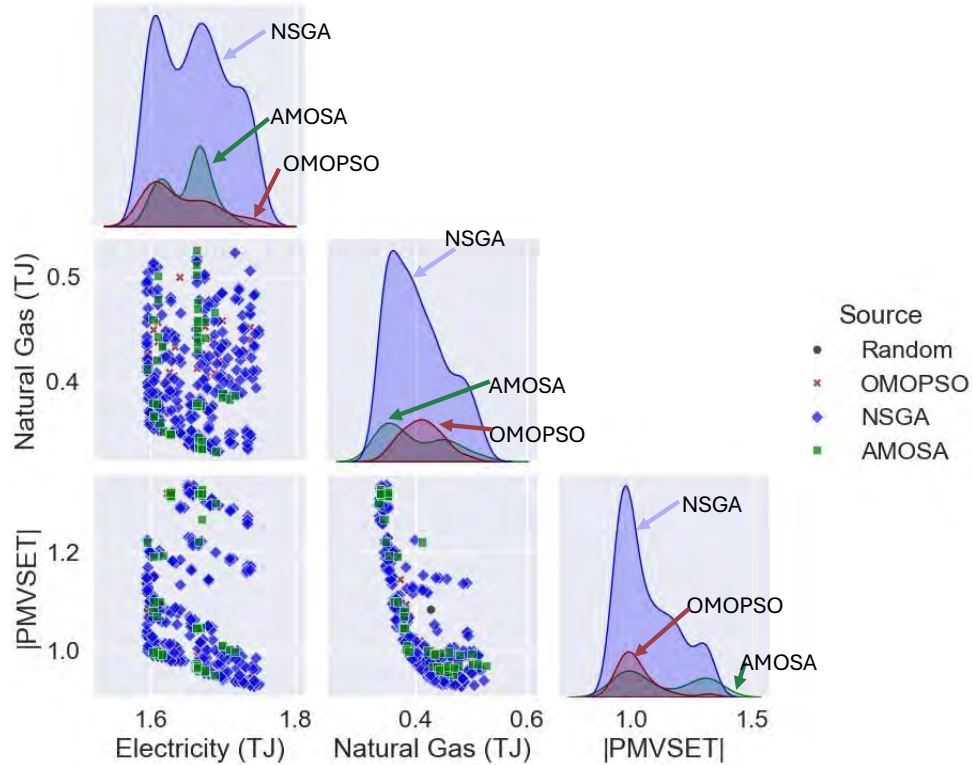 NSGA
AMOSA
OMOPSO
Natural Gas (TJ)
0.5
0.4
NSGA
AMOSA
OMOPSO
Source
Random
OMOPSO
NSGA
AMOSA
|PMVSET|
1.2
1.0
NSGA
OMOPSO
AMOSA
1.6 1.8 0.4 0.6 1.0 1.5
Electricity (TJ) Natural Gas (TJ) |PMVSET|